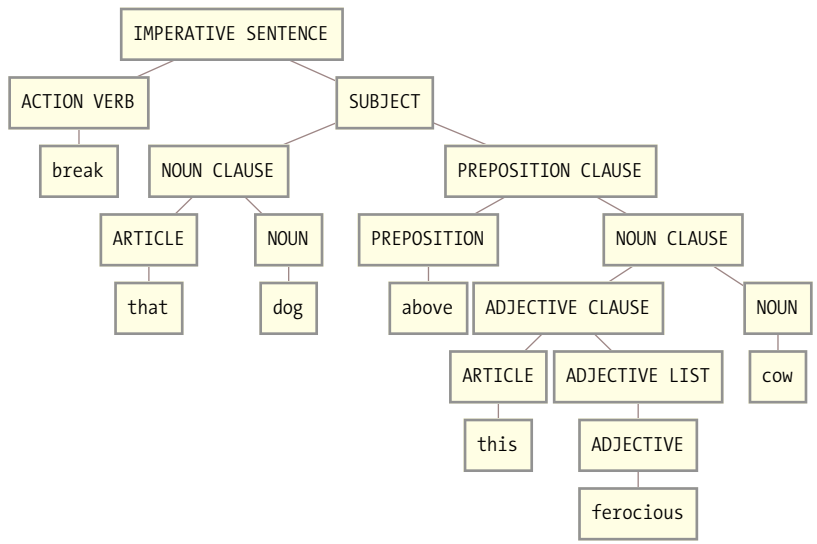 IMPERATIVE SENTENCE
ACTION VERB SUBJECT
break NOUN CLAUSE PREPOSITION CLAUSE
ARTICLE NOUN PREPOSITION NOUN CLAUSE
that dog above ADJECTIVE CLAUSE NOUN
ARTICLE ADJECTIVE LIST cow
this ADJECTIVE
ferocious